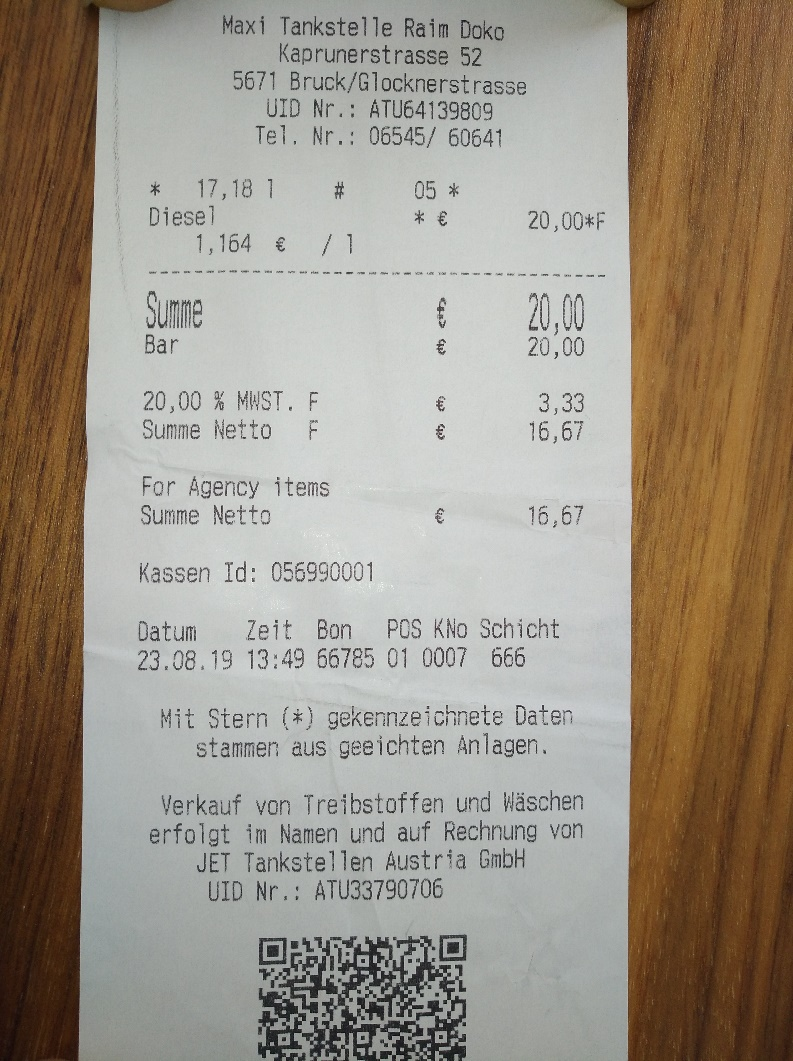 Maxi Tankstelle Raim Doko
Kaprunerstrasse 52
5671 Bruck/Glocknerstrasse
UID Nr.: ATU64139809
Tel. Nr.: 06545/ 60641
* 17,18 l # 05 *
Diesel * € 20,00*F
1,164 € / l
Summe € 20,00
Bar € 20,00
20,00 % MWST. F € 3,33
Summe Netto F € 16,67
For Agency items
Summe Netto € 16,67
Kassen Id: 056990001
Datum Zeit Bon POS KNo Schicht
23.08.19 13:49 66785 01 0007 666
Mit Stern (*) gekennzeichnete Daten
stammen aus geeichten Anlagen.
Verkauf von Treibstoffen und Wäschen
erfolgt im Namen und auf Rechnung von
JET Tankstellen Austria GmbH
UID Nr.: ATU33790706